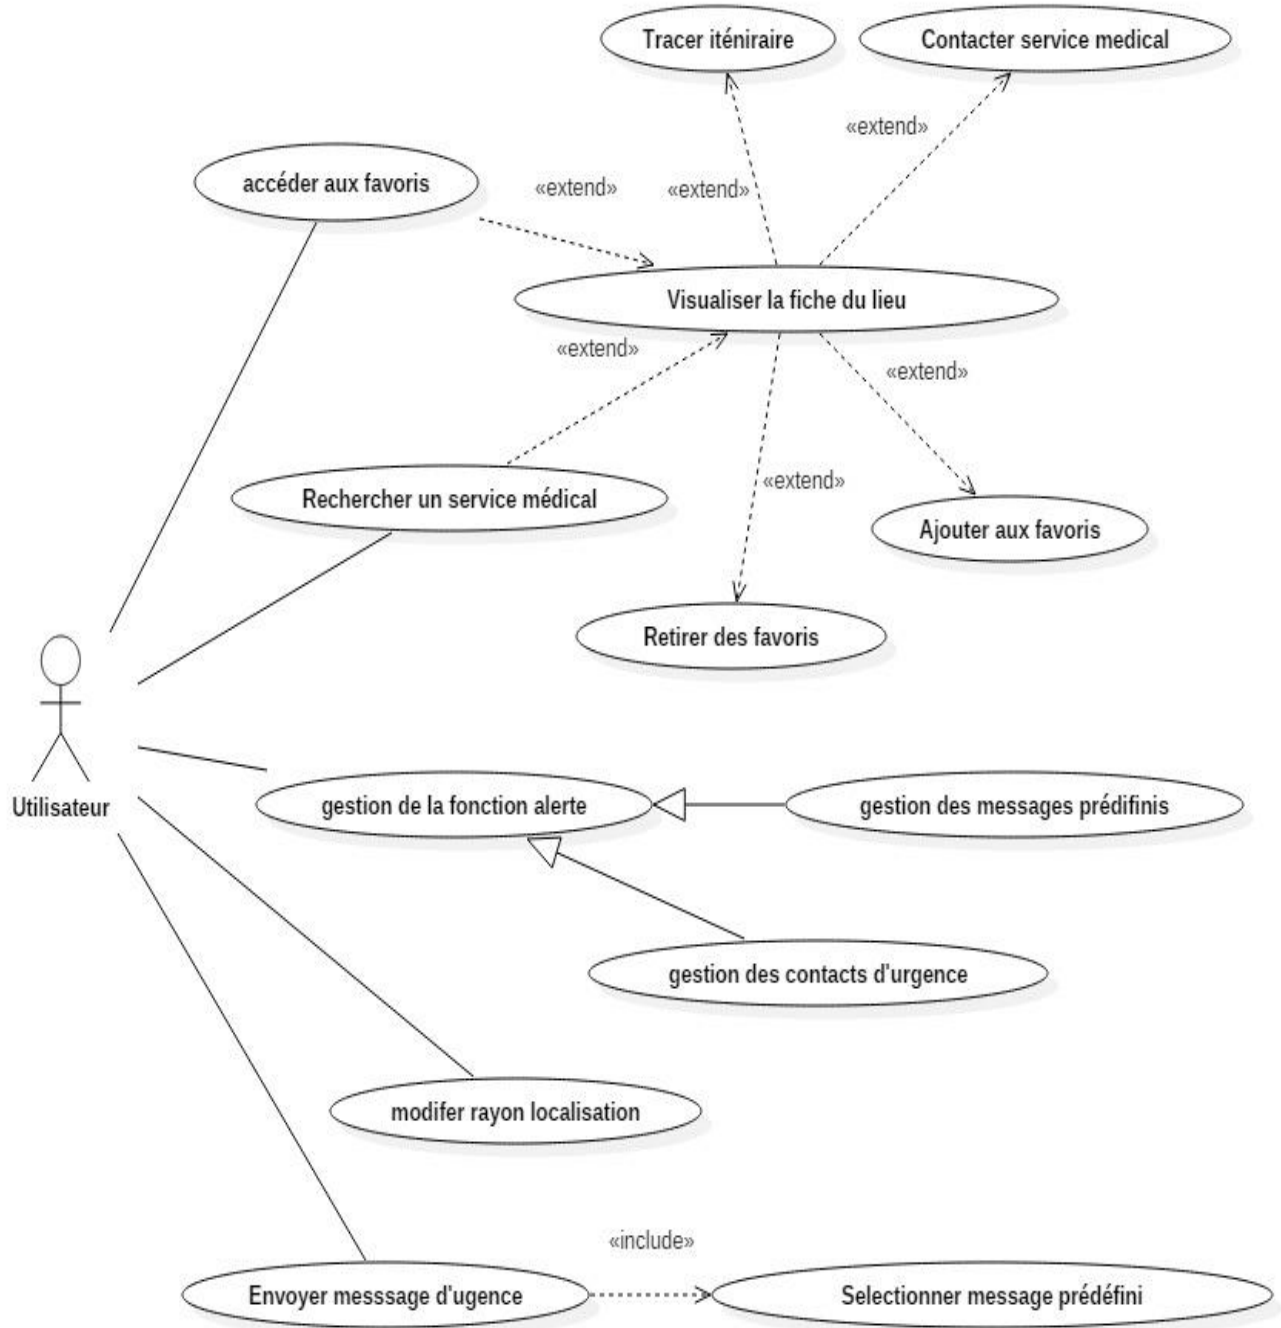 Tracer iténiraire
Contacter service medical
«extend»
accéder aux favoris
«extend»
«extend»
Visualiser la fiche du lieu
«extend»
«extend»
«extend»
Rechercher un service médical
Ajouter aux favoris
Retirer des favoris
Utilisateur
gestion de la fonction alerte
gestion des messages prédifinis
gestion des contacts d'urgence
modifer rayon localisation
«include»
Envoyer messsage d'ugence
Selectionner message prédéfini